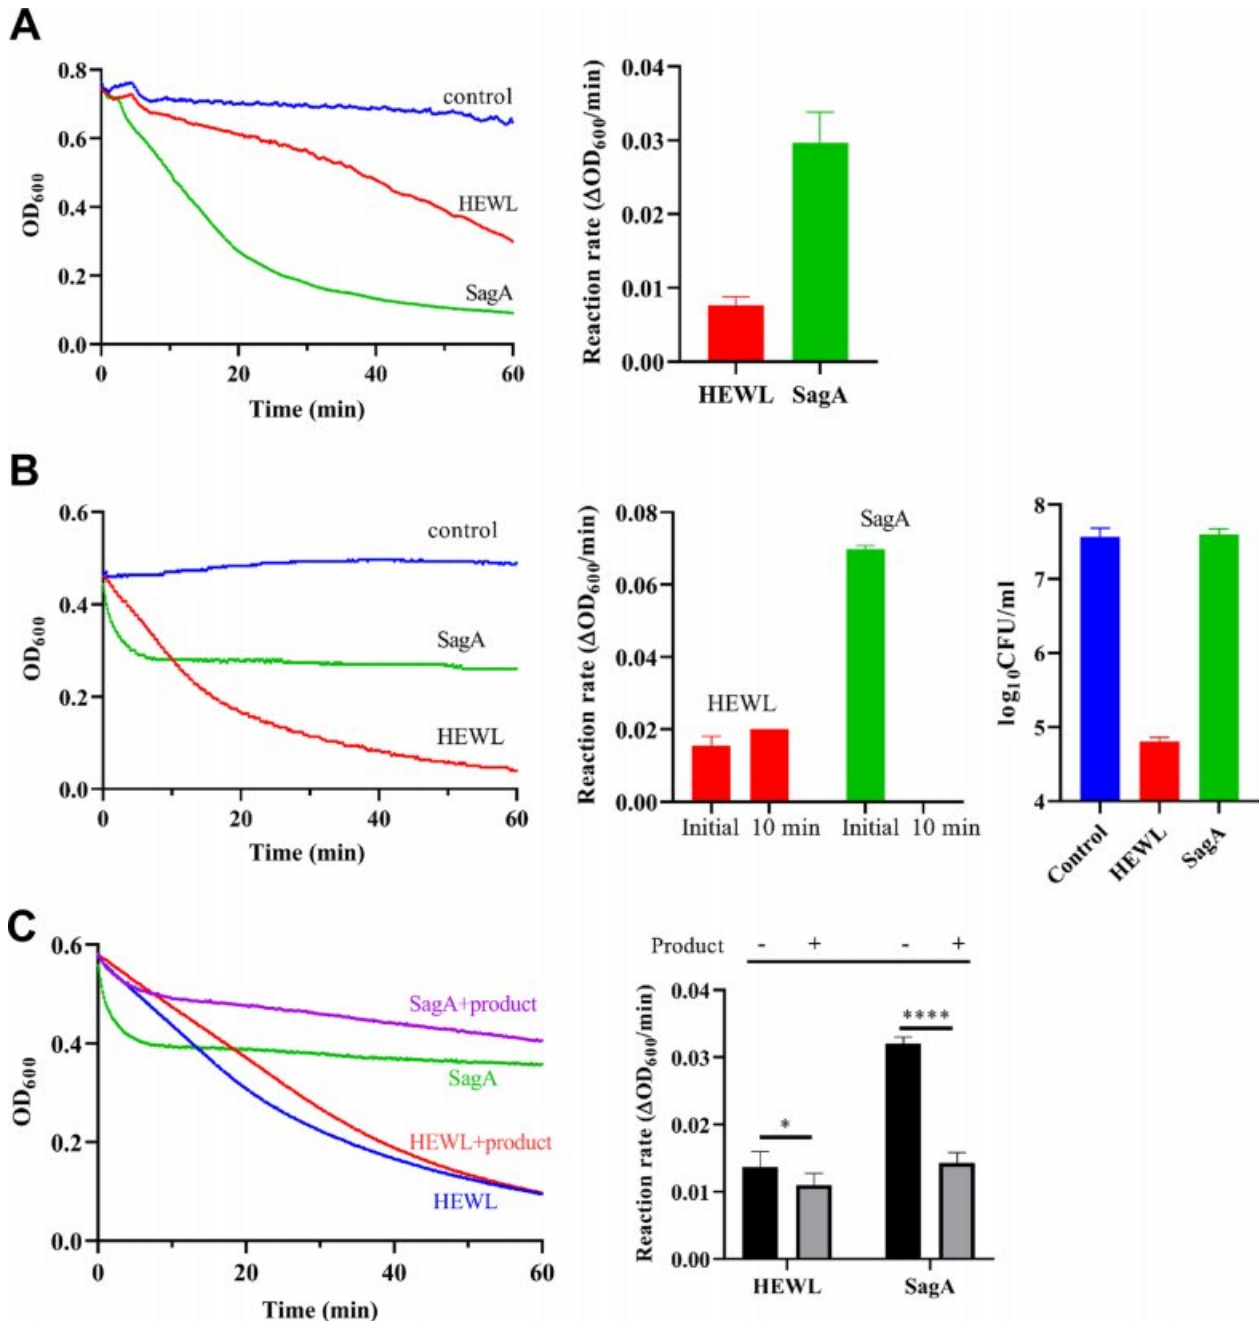 A
0.8
0.6
0.4
0.2
0.0
OD600
0
20
40
60
Time (min)
control
HEWL
SagA
0.04
0.03
0.02
0.01
0.00
Reaction rate (ΔOD600/min)
HEWL
SagA
B
0.6
0.4
0.2
0.0
OD600
0
20
40
60
Time (min)
control
SagA
HEWL
0.08
0.06
0.04
0.02
0.00
Reaction rate (ΔOD600/min)
SagA
HEWL
Initial
10 min
Initial
10 min
8
7
6
5
4
log10CFU/ml
Control
HEWL
SagA
C
0.6
0.4
0.2
0.0
OD600
0
20
40
60
Time (min)
SagA+product
SagA
HEWL+product
HEWL
Product - + - +
0.04
0.03
0.02
0.01
0.00
Reaction rate (ΔOD600/min)
****
*
HEWL
SagA